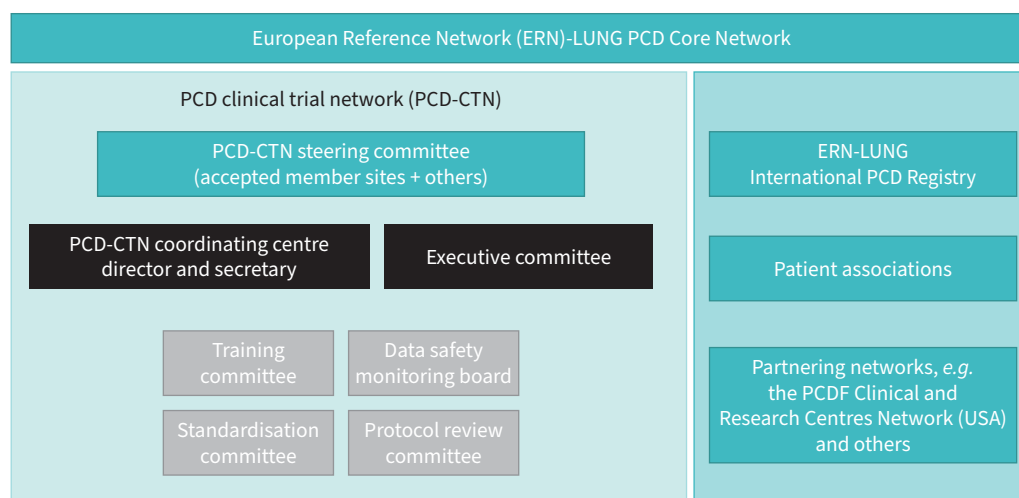 European Reference Network (ERN)-LUNG PCD Core Network
PCD clinical trial network (PCD-CTN)
PCD-CTN steering committee
(accepted member sites + others)
PCD-CTN coordinating centre
director and secretary
Executive committee
Training
committee
Data safety
monitoring board
Standardisation
committee
Protocol review
committee
ERN-LUNG
International PCD Registry
Patient associations
Partnering networks, e.g.
the PCDF Clinical and
Research Centres Network (USA)
and others